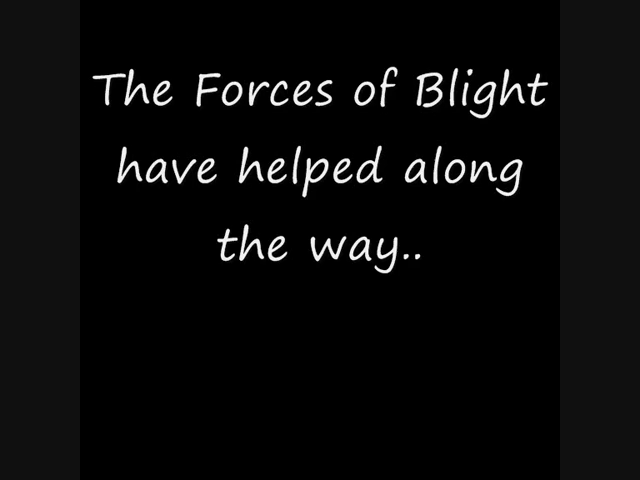 The Forces of Blight
have helped along
the way..